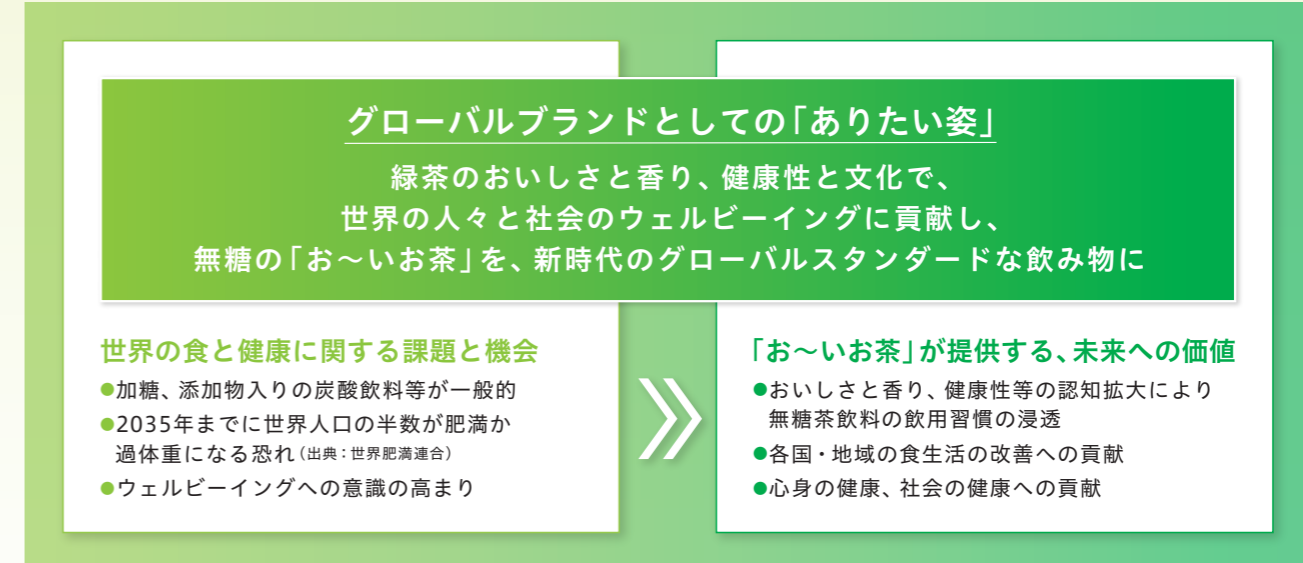 グローバルブランドとしての「ありたい姿」
緑茶のおいしさと香り、健康性と文化で、
世界の人々と社会のウェルビーイングに貢献し、
無糖の「お〜いお茶」を、新時代のグローバルスタンダードな飲み物に
世界の食と健康に関する課題と機会
●加糖、添加物入りの炭酸飲料等が一般的
●2035年までに世界人口の半数が肥満か
過体重になる恐れ(出典:世界肥満連合)
●ウェルビーイングへの意識の高まり
「お〜いお茶」が提供する、未来への価値
●おいしさと香り、健康性等の認知拡大により
無糖茶飲料の飲用習慣の浸透
●各国・地域の食生活の改善への貢献
●心身の健康、社会の健康への貢献